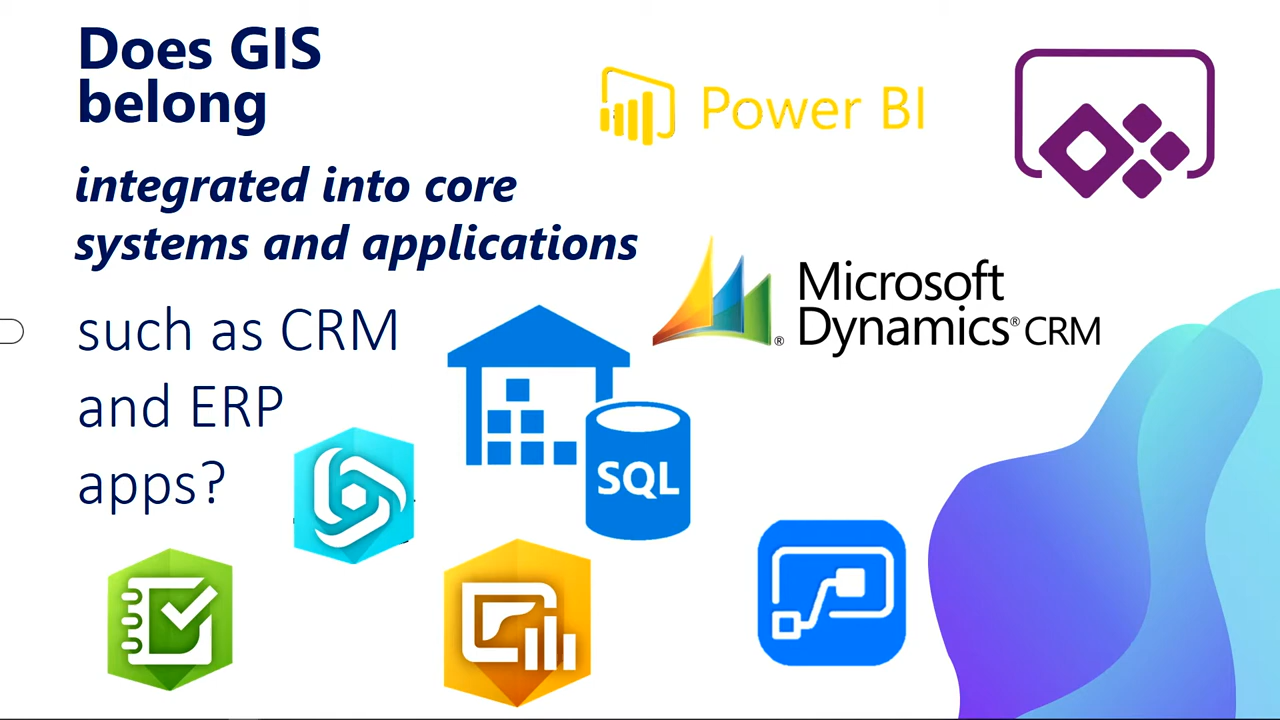 Does GIS
belong
integrated into core
systems and applications
such as CRM
and ERP
apps?
Power BI
Microsoft
Dynamics® CRM
®
SQL